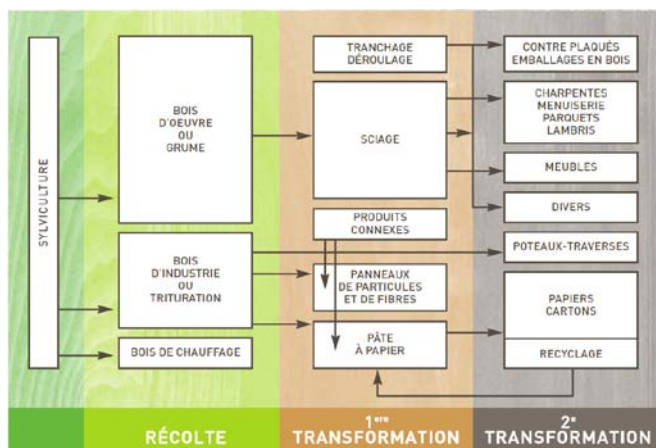 SYLVICULTURE
BOIS
D'OEUVRE
OU
GRUME
BOIS
D'INDUSTRIE
OU
TRITURATION
BOIS DE CHAUFFAGE
TRANCHAGE
DÉROULAGE
SCIAGE
PRODUITS
CONNEXES
PANNEAUX
DE PARTICULES
ET DE FIBRES
PÂTE
À PAPIER
CONTRE PLAQUÉS
EMBALLAGES EN BOIS
CHARPENTES
MENUISERIE
PARQUETS
LAMBRIS
MEUBLES
DIVERS
POTEAUX-TRAVERSES
PAPIERS
CARTONS
RECYCLAGE
RÉCOLTE
1ere
TRANSFORMATION
2e
TRANSFORMATION